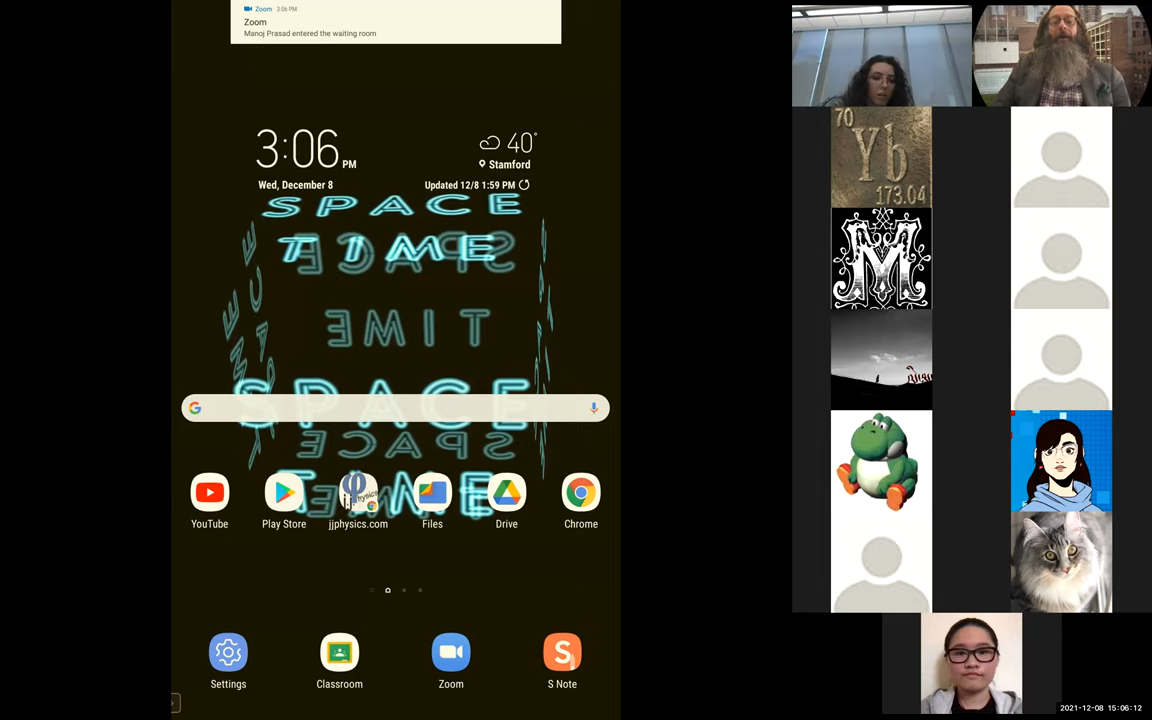 Zoom 3:06 PM
Zoom
Manoj Prasad entered the waiting room
3:06 PM
40°
Stamford
Wed, December 8
Updated 12/8 1:59 PM
SPACE
TIME
SPACE
TIME
SPACE
SPACE
TIME
YouTube
Play Store
jjphysics.com
Files
Drive
Chrome
Settings
Classroom
Zoom
S Note
70
Yb
173.04
M
2021-12-08 15:06:12